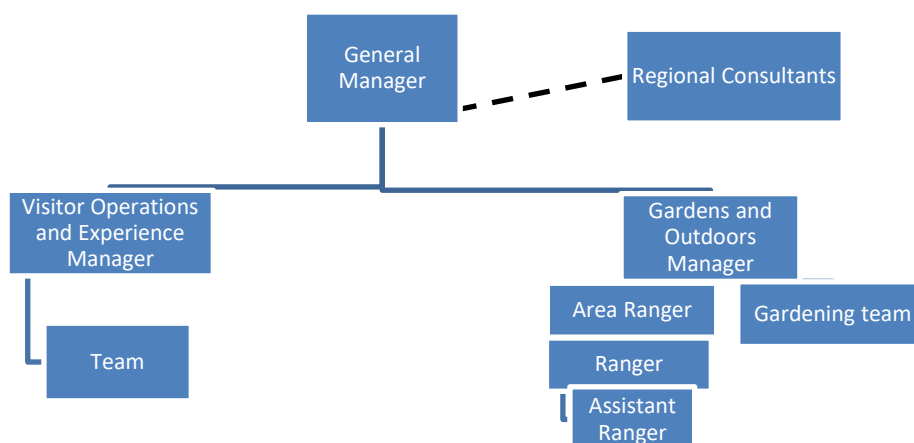 General
Manager
Regional Consultants
Visitor Operations
and Experience
Manager
Gardens and
Outdoors
Manager
Area Ranger
Gardening team
Team
Ranger
Assistant
Ranger